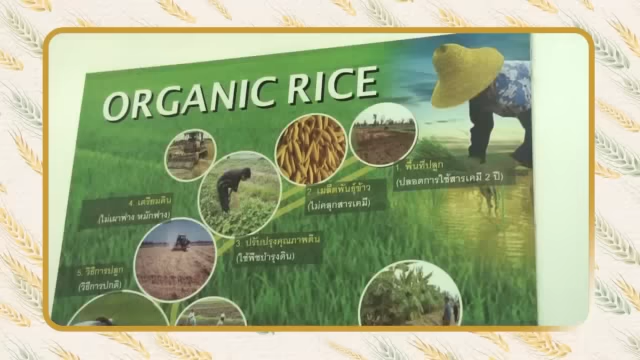 ORGANIC RICE
1. พื้นที่ปลูก
(ปลอดการใช้สารเคมี 2 ปี)
2. เมล็ดพันธุ์ข้าว
(ไม่คลุกสารเคมี)
3. ปรับปรุงคุณภาพดิน
(ใช้พืชบำรุงดิน)
4. เตรียมดิน
(ไม่เผาฟาง หมักฟาง)
5. วิธีการปลูก
(วิธีการปกติ)